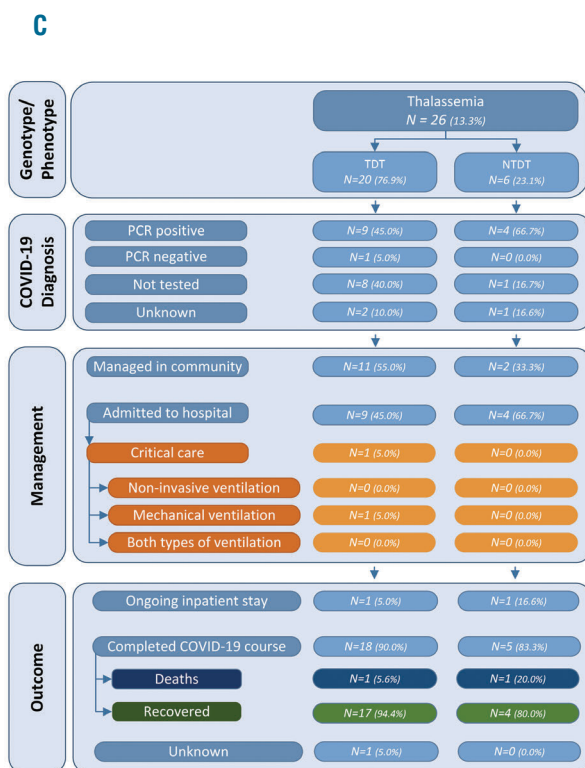 C
Genotype/
Phenotype
Thalassemia
N = 26 (13.3%)
TDT
N=20 (76.9%)
NTDT
N=6 (23.1%)
COVID-19
Diagnosis
PCR positive N=9 (45.0%) N=4 (66.7%)
PCR negative N=1 (5.0%) N=0 (0.0%)
Not tested N=8 (40.0%) N=1 (16.7%)
Unknown N=2 (10.0%) N=1 (16.6%)
Management
Managed in community N=11 (55.0%) N=2 (33.3%)
Admitted to hospital N=9 (45.0%) N=4 (66.7%)
Critical care N=1 (5.0%) N=0 (0.0%)
Non-invasive ventilation N=0 (0.0%) N=0 (0.0%)
Mechanical ventilation N=1 (5.0%) N=0 (0.0%)
Both types of ventilation N=0 (0.0%) N=0 (0.0%)
Outcome
Ongoing inpatient stay N=1 (5.0%) N=1 (16.6%)
Completed COVID-19 course N=18 (90.0%) N=5 (83.3%)
Deaths N=1 (5.6%) N=1 (20.0%)
Recovered N=17 (94.4%) N=4 (80.0%)
Unknown N=1 (5.0%) N=0 (0.0%)